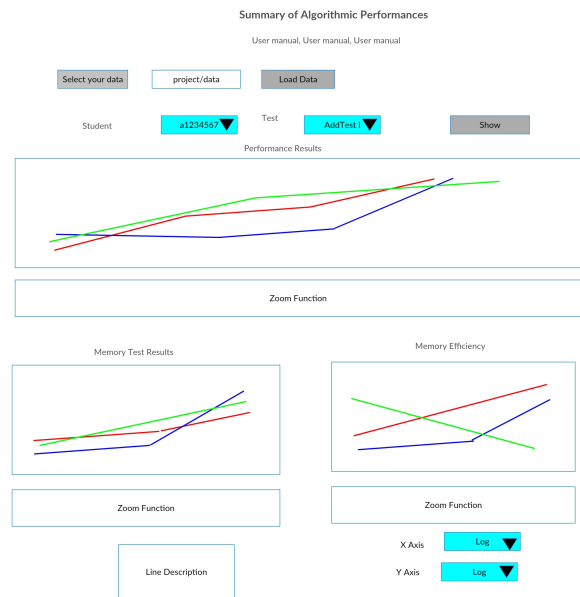 Summary of Algorithmic Performances
User manual, User manual, User manual
Select your data
project/data
Load Data
Student
a1234567
Test
AddTest I
Show
Performance Results
Zoom Function
Memory Test Results
Memory Efficiency
Zoom Function
Zoom Function
X Axis
Log
Y Axis
Log
Line Description